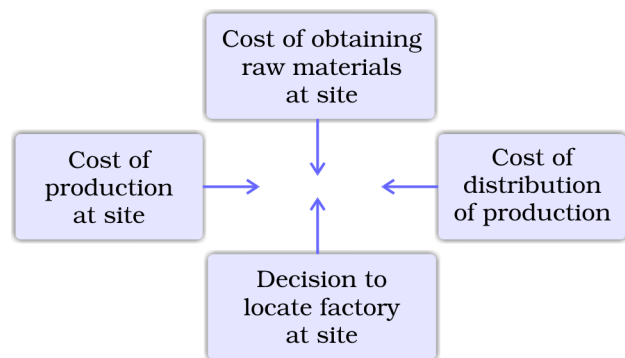 Cost of obtaining
raw materials
at site
Cost of
production
at site
Cost of
distribution
of production
Decision to
locate factory
at site